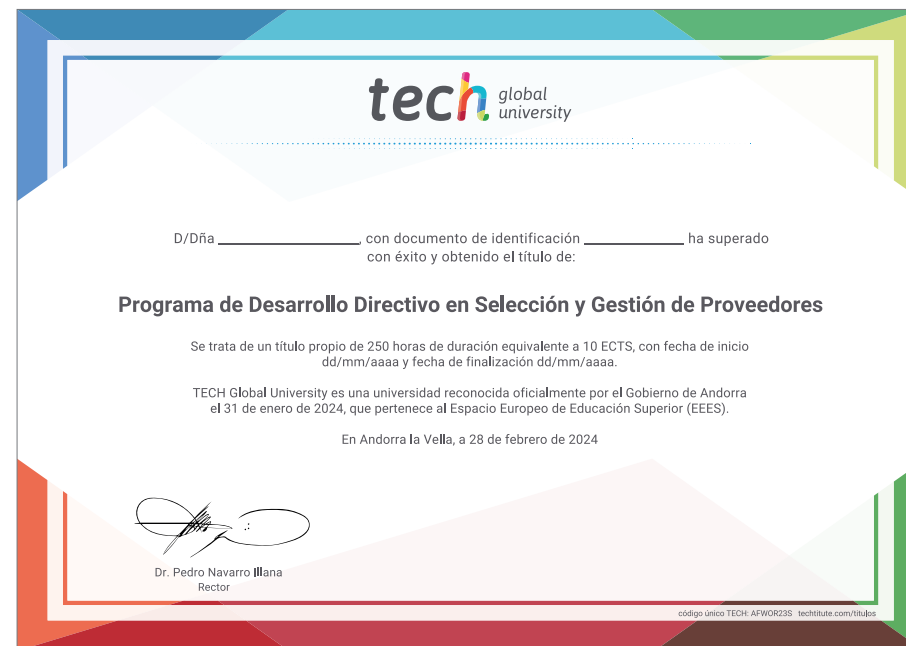 tech global university
D/Dña ____________, con documento de identificación ____________ ha superado
con éxito y obtenido el título de:
Programa de Desarrollo Directivo en Selección y Gestión de Proveedores
Se trata de un título propio de 250 horas de duración equivalente a 10 ECTS, con fecha de inicio
dd/mm/aaaa y fecha de finalización dd/mm/aaaa.
TECH Global University es una universidad reconocida oficialmente por el Gobierno de Andorra
el 31 de enero de 2024, que pertenece al Espacio Europeo de Educación Superior (EEES).
En Andorra la Vella, a 28 de febrero de 2024
Dr. Pedro Navarro Illana
Rector
código único TECH: AFWOR23S techtitute.com/titulos